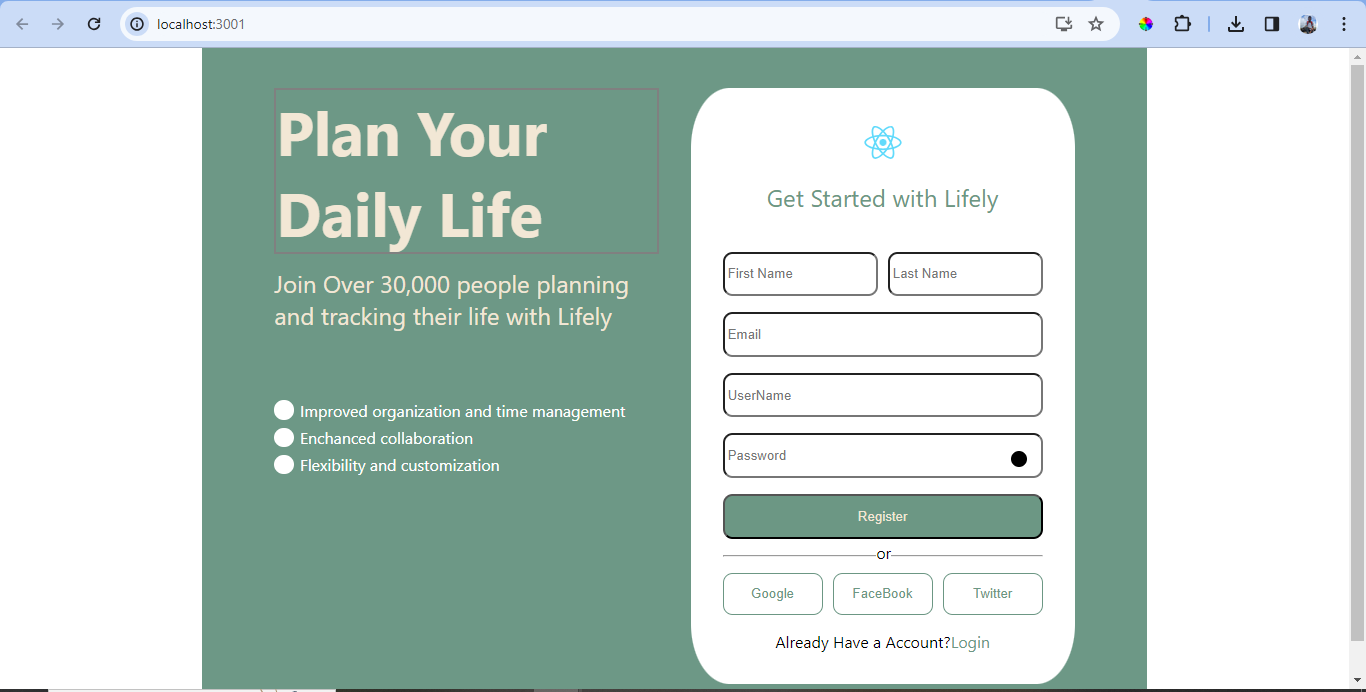 localhost:3001
Plan Your
Daily Life
Join Over 30,000 people planning
and tracking their life with Lifely
Improved organization and time management
Enchanced collaboration
Flexibility and customization
Get Started with Lifely
First Name Last Name
Email
UserName
Password
Register
or
Google FaceBook Twitter
Already Have a Account?Login